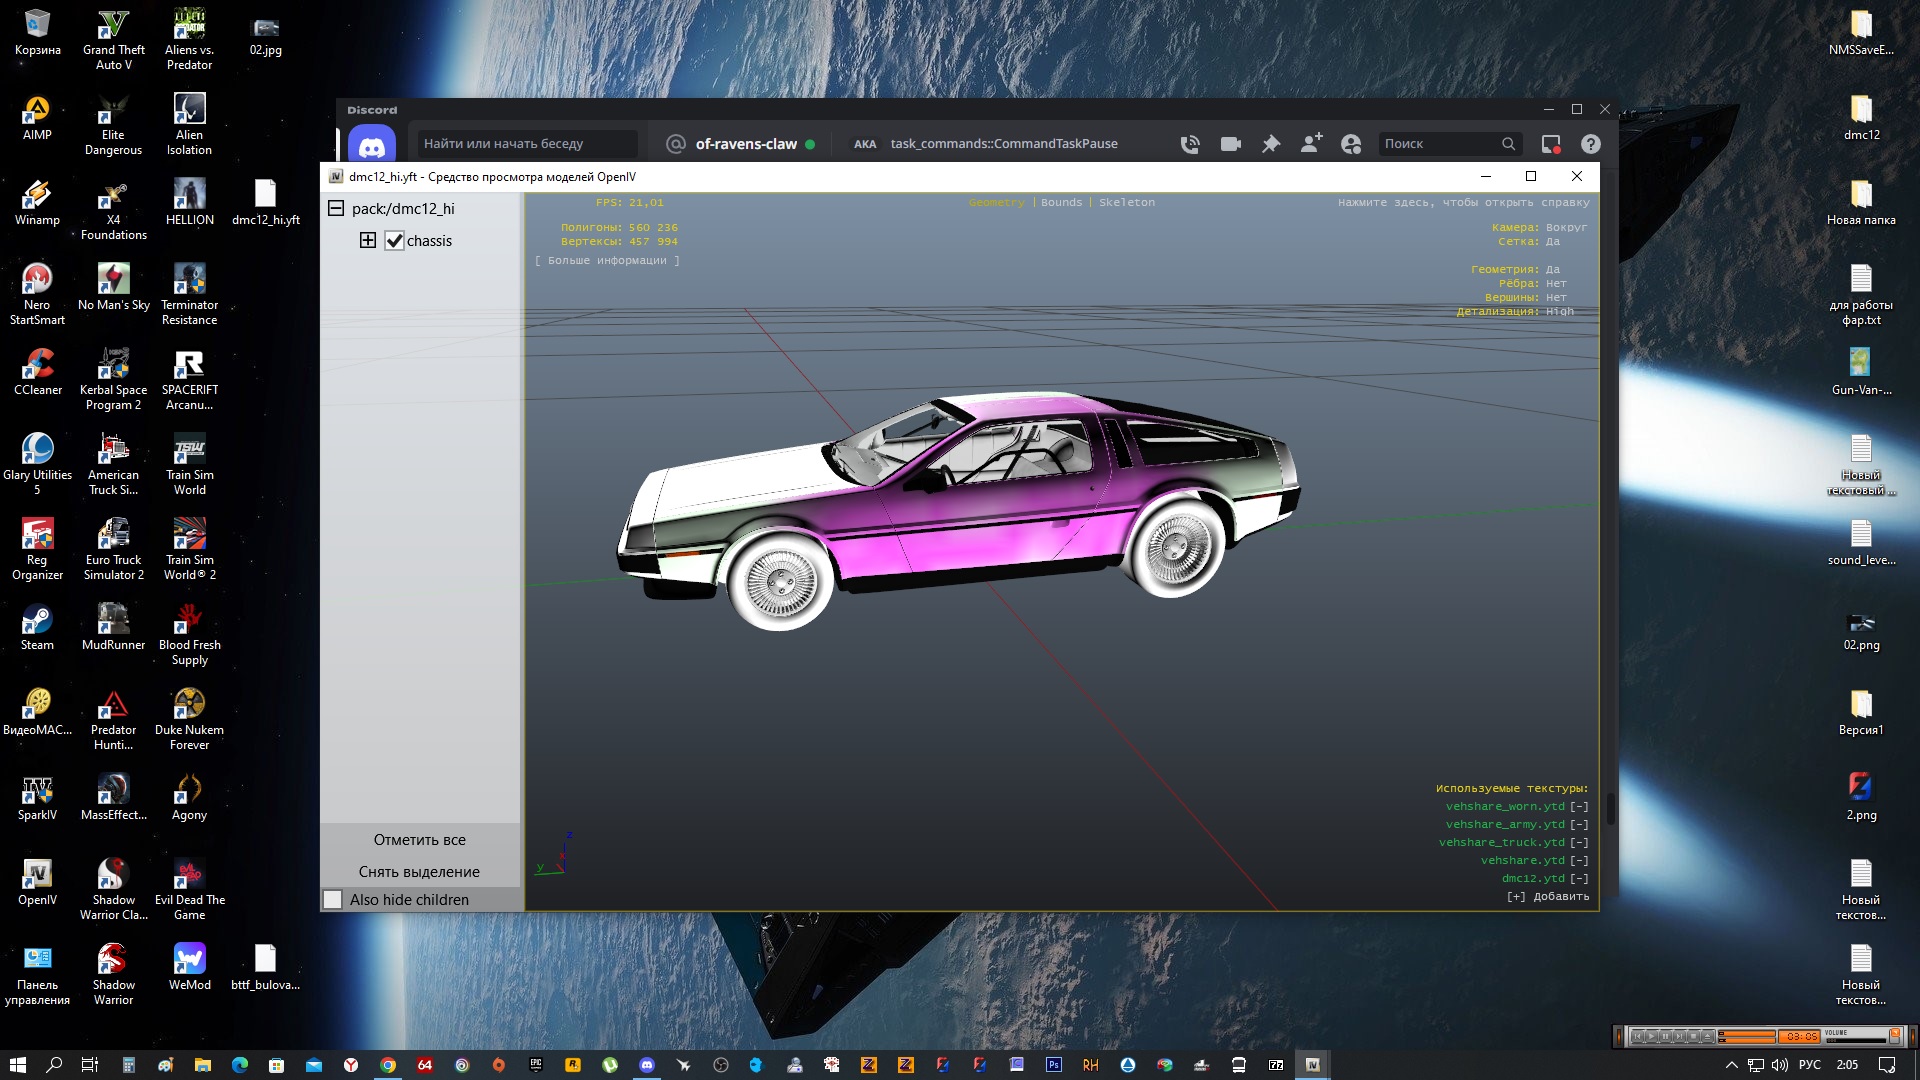 Корзина
Grand Theft
Auto V
Aliens vs.
Predator
02.jpg
AIMP
Elite
Dangerous
Alien
Isolation
Winamp
X4
Foundations
HELLION
dmc12_hi.yft
Nero
StartSmart
No Man's Sky
Terminator
Resistance
CCleaner
Kerbal Space
Program 2
SPACERIFT
Arcanu...
Glary Utilities
5
American
Truck Si...
Train Sim
World
Reg
Organizer
Euro Truck
Simulator 2
Train Sim
World® 2
Steam
MudRunner
Blood Fresh
Supply
ВидеоМАС...
Predator
Hunti...
Duke Nukem
Forever
SparkIV
MassEffect...
Agony
OpenIV
Shadow
Warrior Cla...
Evil Dead The
Game
Панель
управления
Shadow
Warrior
WeMod
bttf_bulova...
Discord
Найти или начать беседу
of-ravens-claw
AKA
task_commands::CommandTaskPause
Поиск
dmc12_hi.yft - Средство просмотра моделей OpenIV
pack:/dmc12_hi
chassis
Отметить все
Снять выделение
Also hide children
FPS: 21,01
Полигоны: 560 236
Вертексы: 457 994
[ Больше информации ]
Geometry | Bounds | Skeleton
Нажмите здесь, чтобы открыть справку
Камера: Вокруг
Сетка: Да
Геометрия: Да
Рёбра: Нет
Вершины: Нет
Детализация: High
z
x
y
Используемые текстуры:
vehshare_worn.ytd [-]
vehshare_army.ytd [-]
vehshare_truck.ytd [-]
vehshare.ytd [-]
dmc12.ytd [-]
[+] Добавить
NMSSaveE...
dmc12
Новая папка
для работы
фар.txt
Gun-Van-...
Новый
текстовый ...
sound_leve...
02.png
Версия1
2.png
Новый
текстов...
Новый
текстов...
03:05
VOLUME
64
EPIC
Ps
RH
РУС
2:05